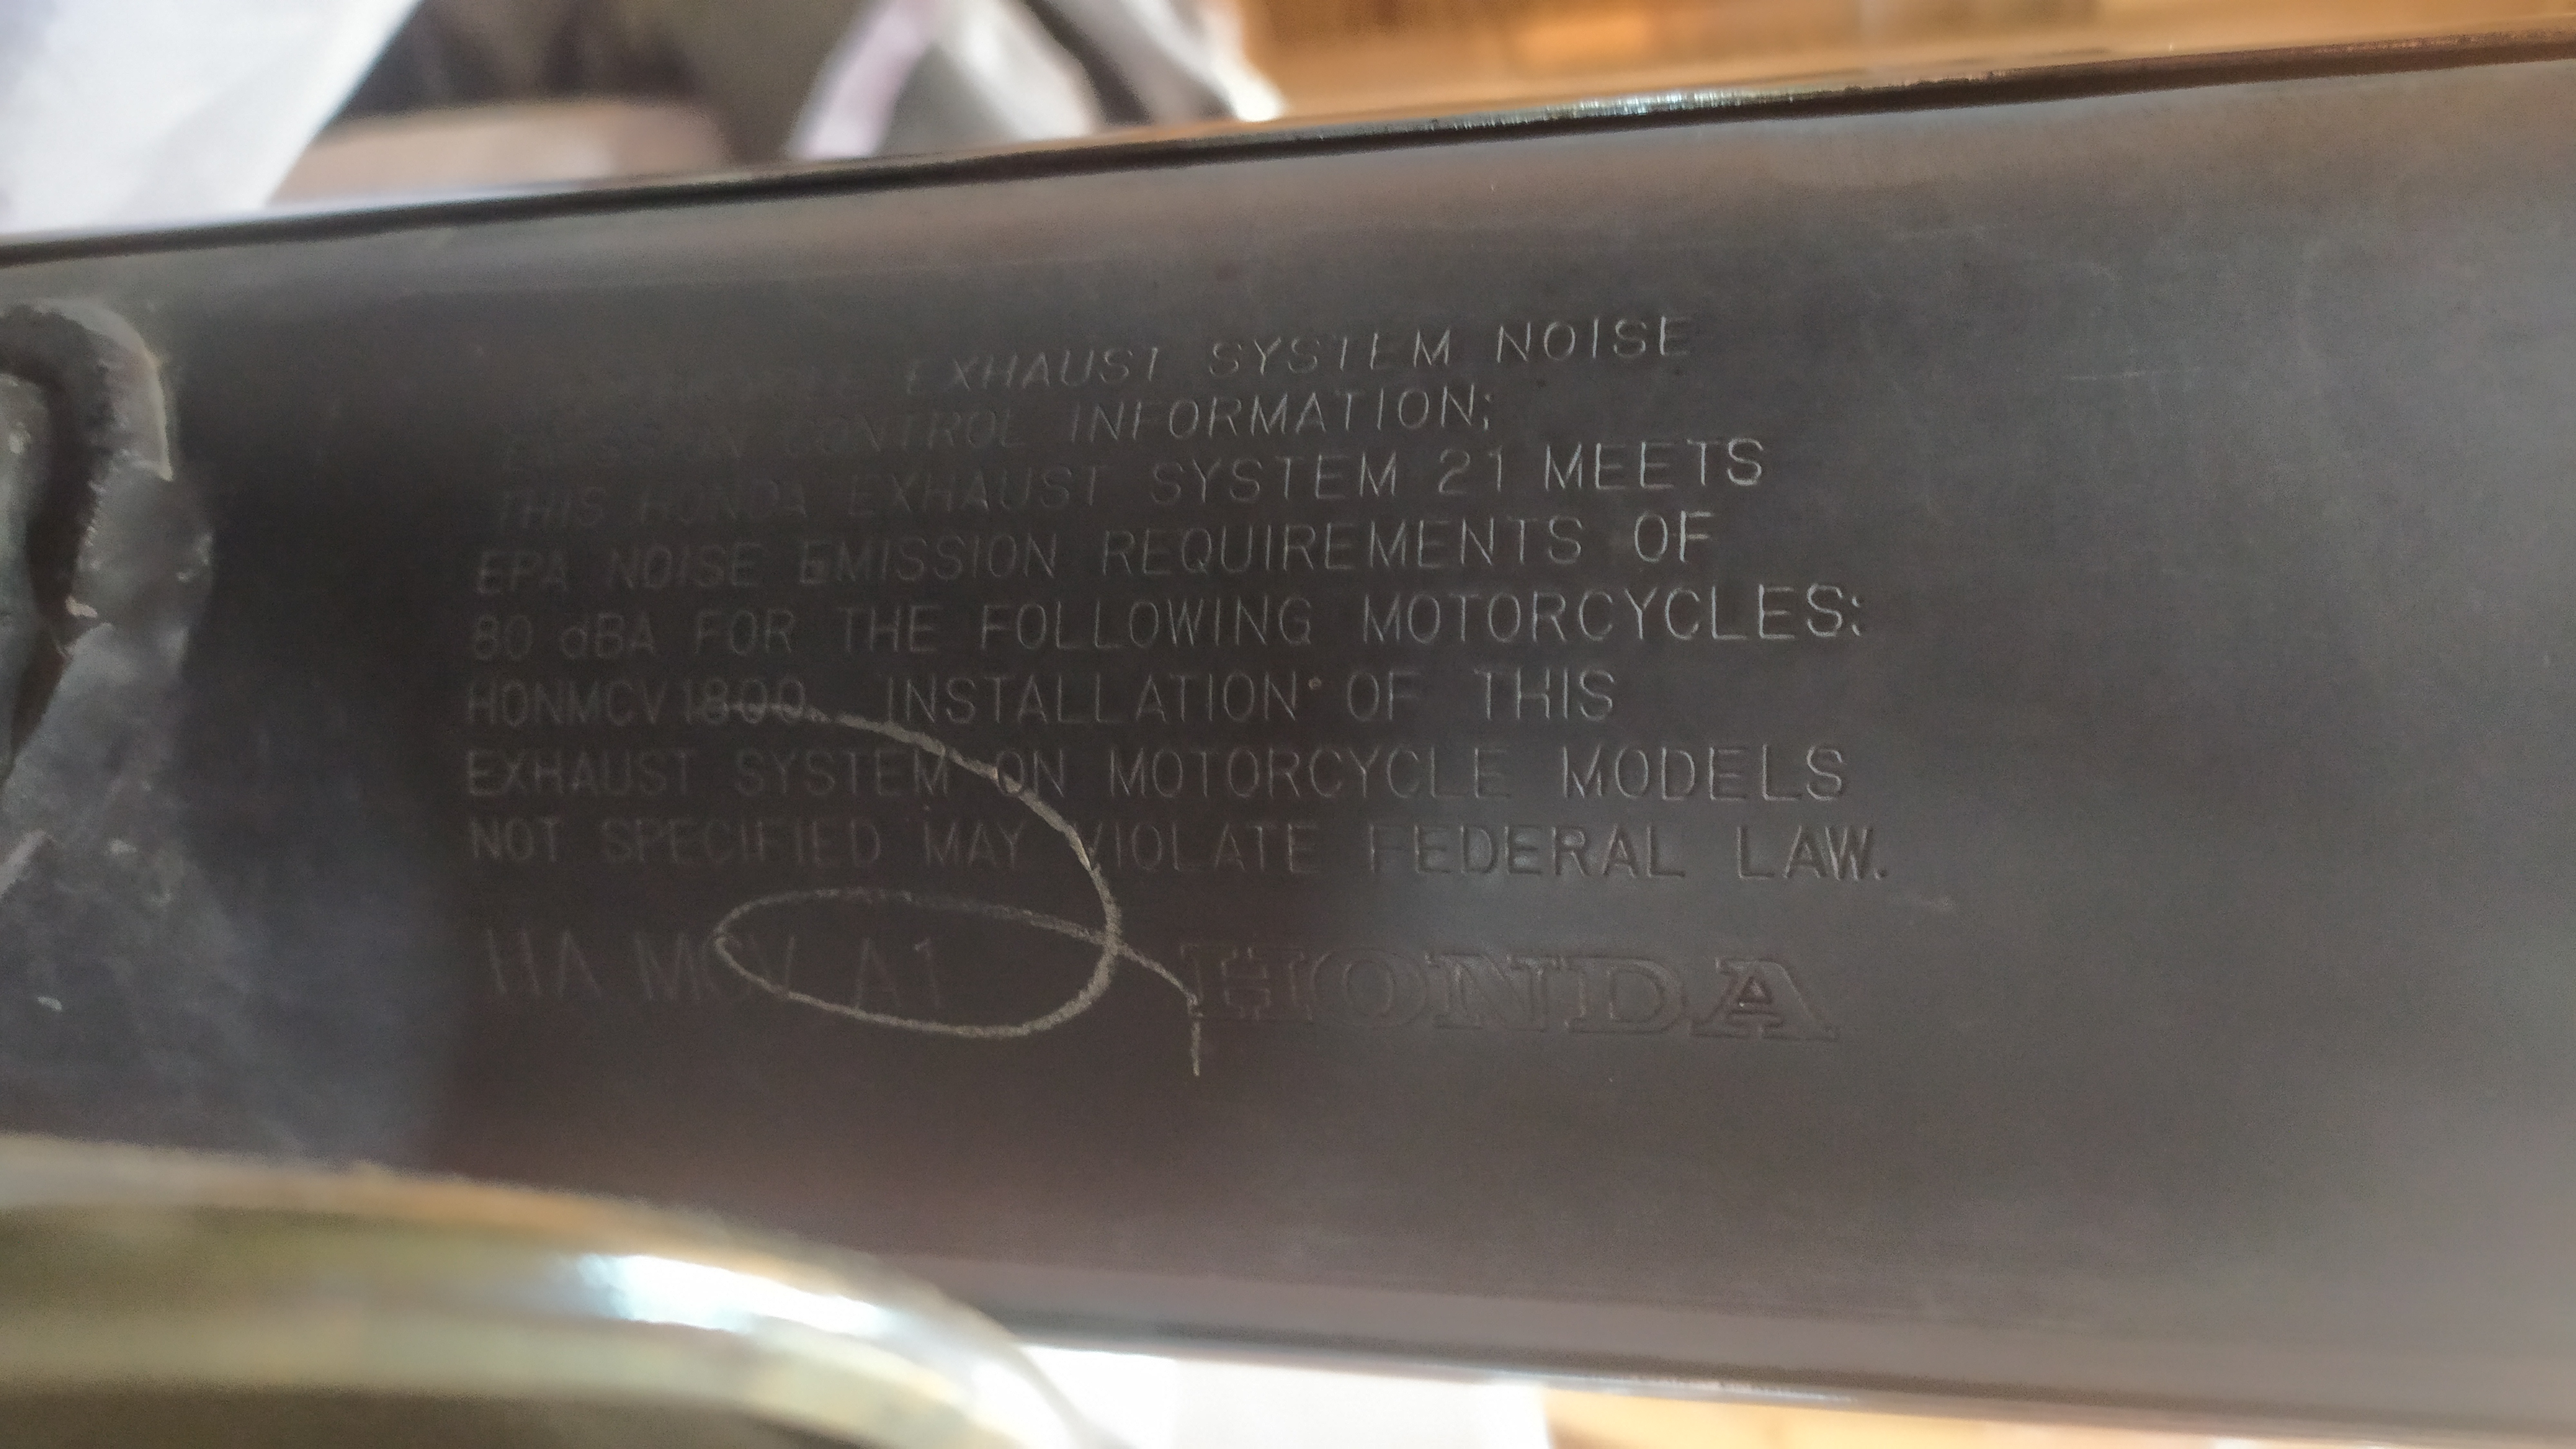 EXHAUST SYSTEM NOISE
EMISSION CONTROL INFORMATION;
THIS HONDA EXHAUST SYSTEM 21 MEETS
EPA NOISE EMISSION REQUIREMENTS OF
80 dBA FOR THE FOLLOWING MOTORCYCLES:
HONMCV1800. INSTALLATION OF THIS
EXHAUST SYSTEM ON MOTORCYCLE MODELS
NOT SPECIFIED MAY VIOLATE FEDERAL LAW.
HA MCV A1 HONDA